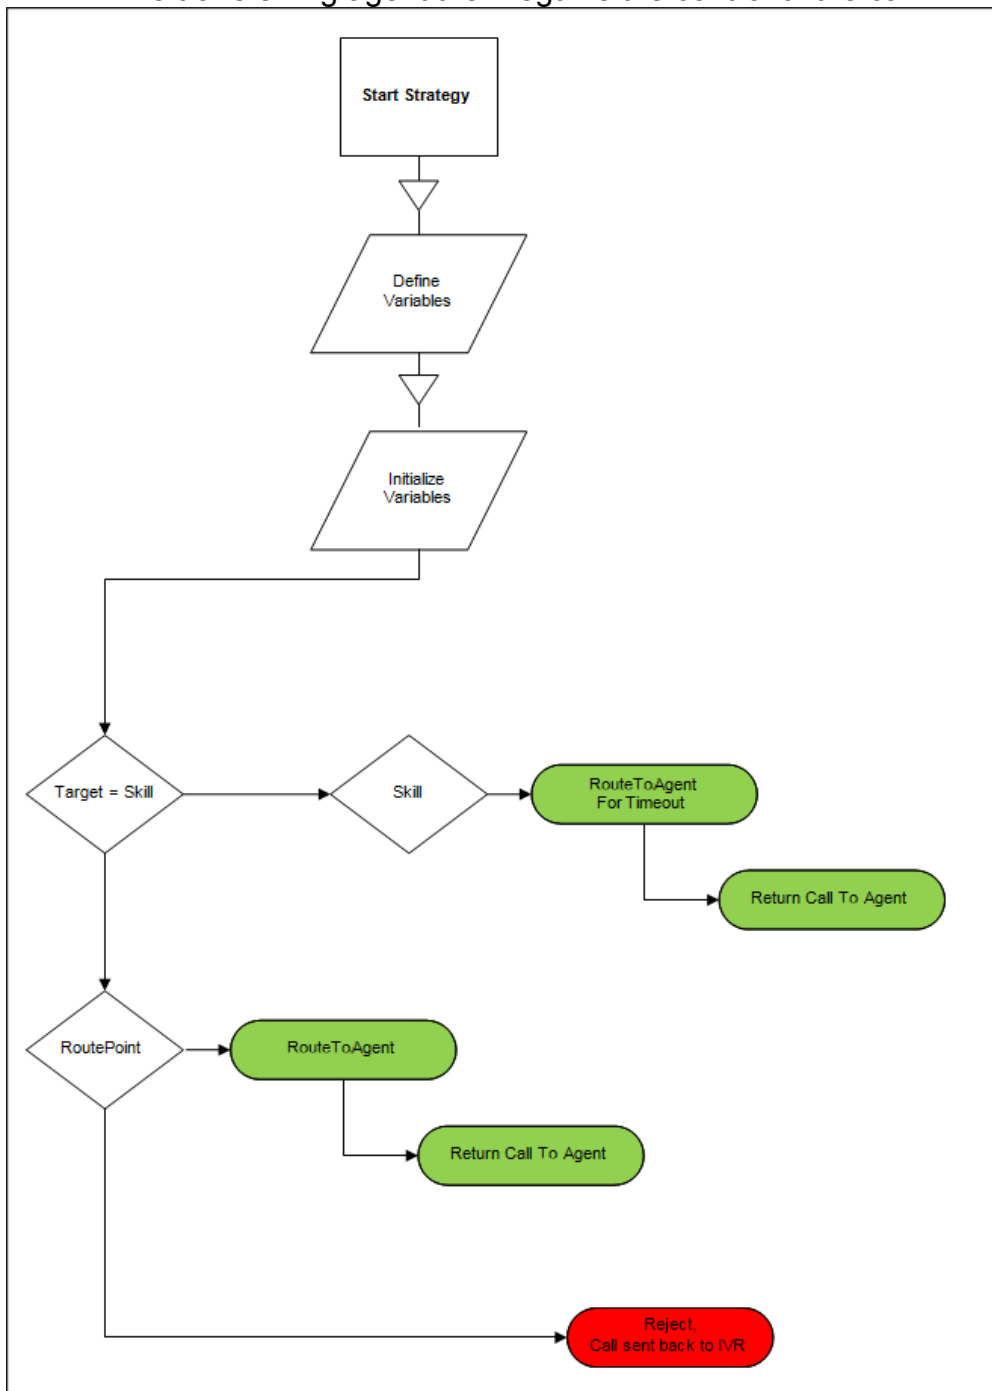 Start Strategy
Define
Variables
Initialize
Variables
Target = Skill
Skill
RouteToAgent
For Timeout
Return Call To Agent
RoutePoint
RouteToAgent
Return Call To Agent
Reject,
Call sent back to IVR